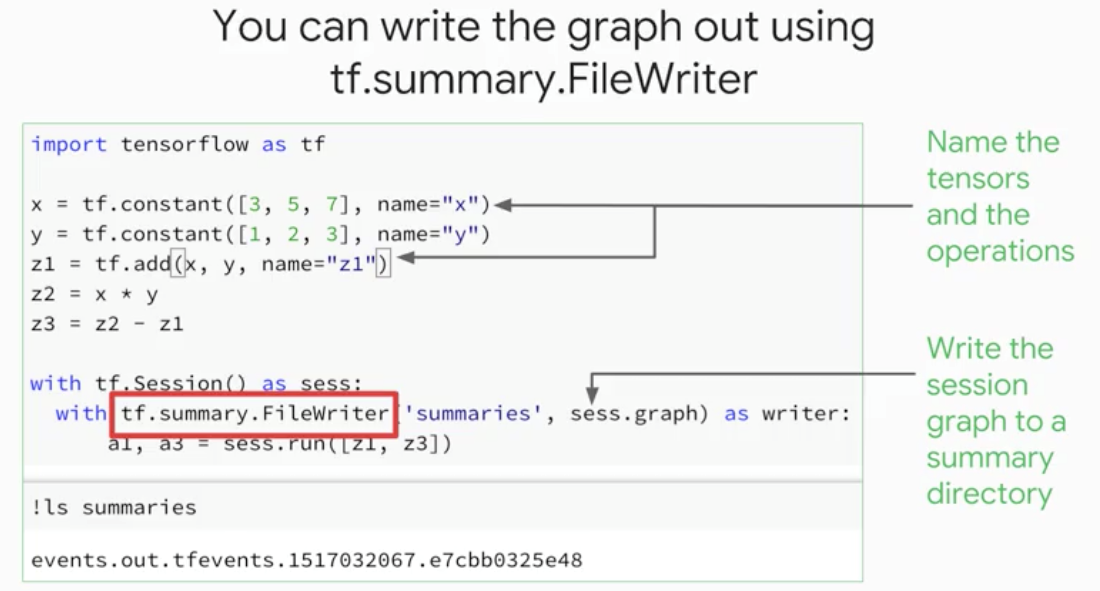 You can write the graph out using
tf.summary.FileWriter
import tensorflow as tf
x = tf.constant([3, 5, 7], name="x")
y = tf.constant([1, 2, 3], name="y")
z1 = tf.add(x, y, name="z1")
z2 = x * y
z3 = z2 - z1
with tf.Session() as sess:
with tf.summary.FileWriter('summaries', sess.graph) as writer:
a1, a3 = sess.run([z1, z3])
!ls summaries
events.out.tfevents.1517032067.e7cbb0325e48
Name the
tensors
and the
operations
Write the
session
graph to a
summary
directory